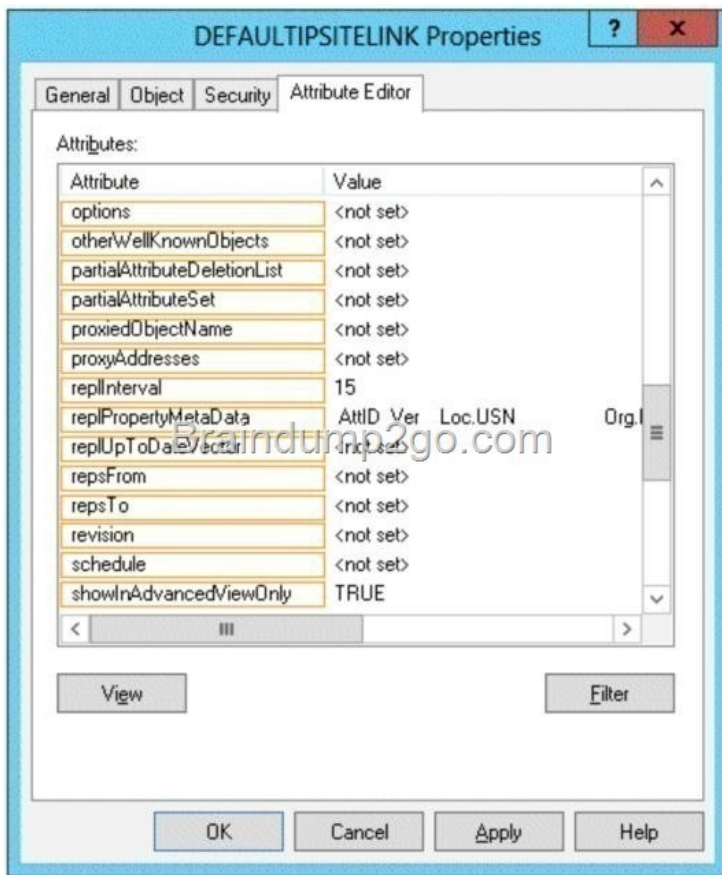 DEFAULTIPSITELINK Properties ? x
General Object Security Attribute Editor
Attributes:
Attribute Value
options <not set>
otherWellKnownObjects <not set>
partialAttributeDeletionList <not set>
partialAttributeSet <not set>
proxiedObjectName <not set>
proxyAddresses <not set>
replInterval 15
replPropertyMetaData AttID Ver Loc.USN Org.
replUpToDateVector <not set>
repsFrom <not set>
repsTo <not set>
revision <not set>
schedule <not set>
showInAdvancedViewOnly TRUE
Braindump2go.com
View Filter
OK Cancel Apply Help